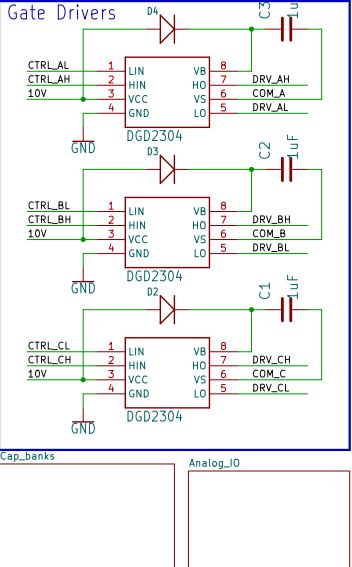 Gate Drivers
D4
C3
1u
CTRL_AL 1 LIN VB 8
CTRL_AH 2 HIN HO 7 DRV_AH
10V 3 VCC VS 6 COM_A
4 GND LO 5 DRV_AL
DGD2304
GND
D3
C2
1uF
CTRL_BL 1 LIN VB 8
CTRL_BH 2 HIN HO 7 DRV_BH
10V 3 VCC VS 6 COM_B
4 GND LO 5 DRV_BL
DGD2304
GND
D2
C1
1uF
CTRL_CL 1 LIN VB 8
CTRL_CH 2 HIN HO 7 DRV_CH
10V 3 VCC VS 6 COM_C
4 GND LO 5 DRV_CL
DGD2304
GND
Cap_banks
Analog_IO